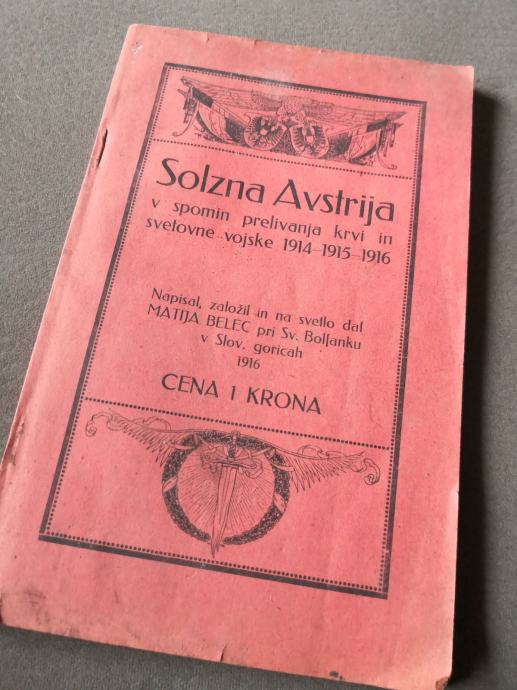 Solzna Avstrija
v spomin prelivanja krvi in
svetovne vojske 1914-1915-1916
Napisal, založil in na svetlo dal
MATIJA BELEC pri Sv. Bolfanku
v Slov. goricah
1916
CENA 1 KRONA